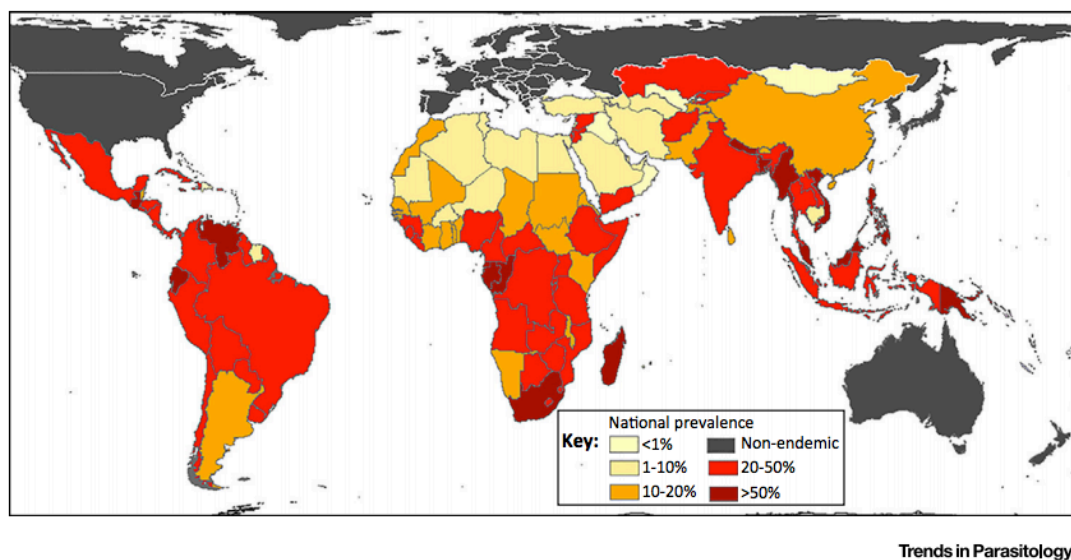 National prevalence
Key:
<1%
Non-endemic
1-10%
20-50%
10-20%
>50%
Trends in Parasitology